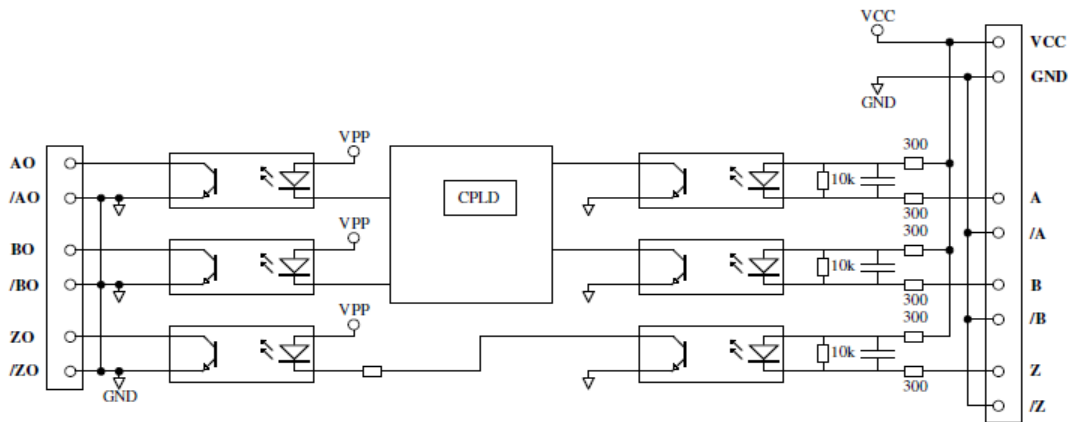 VCC
VCC
GND
GND
AO
/AO
BO
/BO
ZO
/ZO
GND
VPP
VPP
VPP
CPLD
300
10k
300
300
10k
300
300
10k
300
A
/A
B
/B
Z
/Z